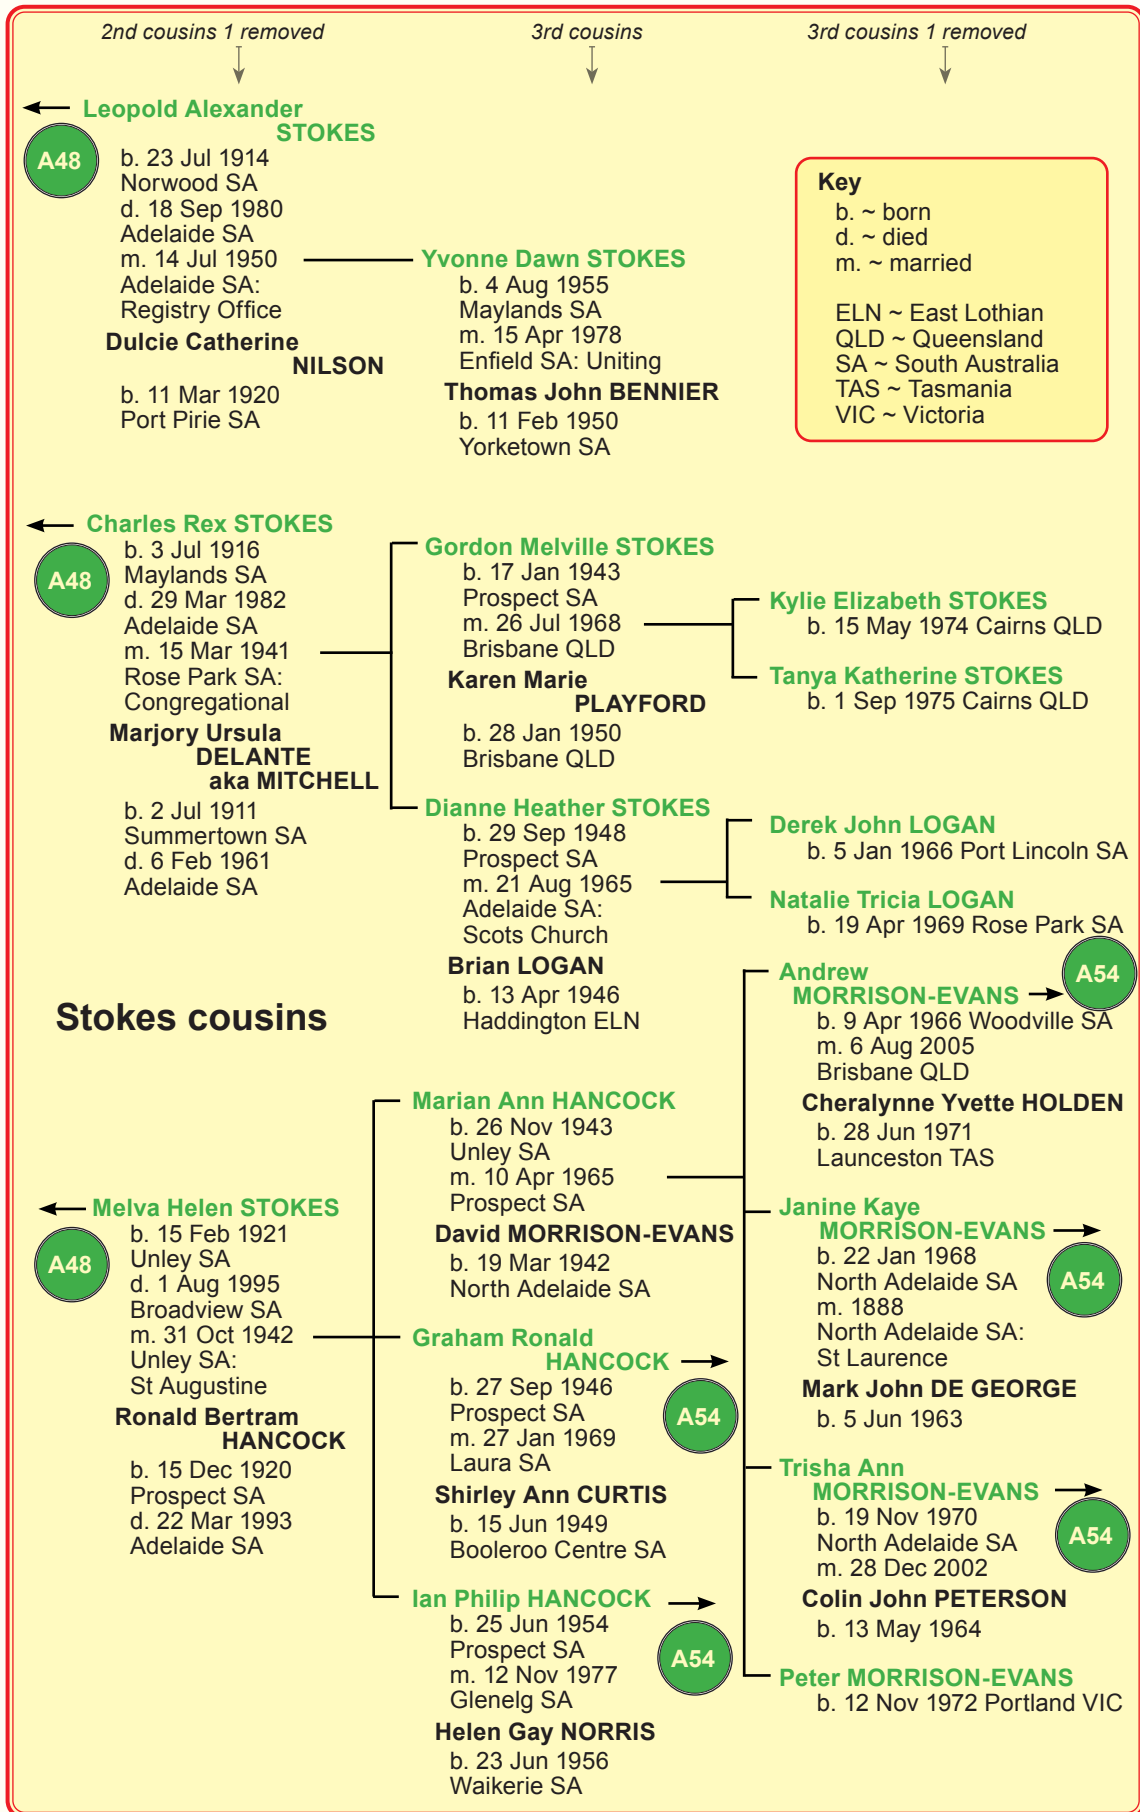 2nd cousins 1 removed
3rd cousins
3rd cousins 1 removed
Leopold Alexander
STOKES
A48
b. 23 Jul 1914
Norwood SA
d. 18 Sep 1980
Adelaide SA
m. 14 Jul 1950
Adelaide SA:
Registry Office
Dulcie Catherine
NILSON
b. 11 Mar 1920
Port Pirie SA
Yvonne Dawn STOKES
b. 4 Aug 1955
Maylands SA
m. 15 Apr 1978
Enfield SA: Uniting
Thomas John BENNIER
b. 11 Feb 1950
Yorketown SA
Key
b. ~ born
d. ~ died
m. ~ married
ELN ~ East Lothian
QLD ~ Queensland
SA ~ South Australia
TAS ~ Tasmania
VIC ~ Victoria
Charles Rex STOKES
A48
b. 3 Jul 1916
Maylands SA
d. 29 Mar 1982
Adelaide SA
m. 15 Mar 1941
Rose Park SA:
Congregational
Marjory Ursula
DELANTE
aka MITCHELL
b. 2 Jul 1911
Summertown SA
d. 6 Feb 1961
Adelaide SA
Gordon Melville STOKES
b. 17 Jan 1943
Prospect SA
m. 26 Jul 1968
Brisbane QLD
Karen Marie
PLAYFORD
b. 28 Jan 1950
Brisbane QLD
Kylie Elizabeth STOKES
b. 15 May 1974 Cairns QLD
Tanya Katherine STOKES
b. 1 Sep 1975 Cairns QLD
Dianne Heather STOKES
b. 29 Sep 1948
Prospect SA
m. 21 Aug 1965
Adelaide SA:
Scots Church
Brian LOGAN
b. 13 Apr 1946
Haddington ELN
Derek John LOGAN
b. 5 Jan 1966 Port Lincoln SA
Natalie Tricia LOGAN
b. 19 Apr 1969 Rose Park SA
Stokes cousins
Melva Helen STOKES
A48
b. 15 Feb 1921
Unley SA
d. 1 Aug 1995
Broadview SA
m. 31 Oct 1942
Unley SA:
St Augustine
Ronald Bertram
HANCOCK
b. 15 Dec 1920
Prospect SA
d. 22 Mar 1993
Adelaide SA
Marian Ann HANCOCK
b. 26 Nov 1943
Unley SA
m. 10 Apr 1965
Prospect SA
David MORRISON-EVANS
b. 19 Mar 1942
North Adelaide SA
Graham Ronald
HANCOCK
A54
b. 27 Sep 1946
Prospect SA
m. 27 Jan 1969
Laura SA
Shirley Ann CURTIS
b. 15 Jun 1949
Booleroo Centre SA
Ian Philip HANCOCK
A54
b. 25 Jun 1954
Prospect SA
m. 12 Nov 1977
Glenelg SA
Helen Gay NORRIS
b. 23 Jun 1956
Waikerie SA
Andrew
MORRISON-EVANS
A54
b. 9 Apr 1966 Woodville SA
m. 6 Aug 2005
Brisbane QLD
Cheralynne Yvette HOLDEN
b. 28 Jun 1971
Launceston TAS
Janine Kaye
MORRISON-EVANS
A54
b. 22 Jan 1968
North Adelaide SA
m. 1888
North Adelaide SA:
St Laurence
Mark John DE GEORGE
b. 5 Jun 1963
Trisha Ann
MORRISON-EVANS
A54
b. 19 Nov 1970
North Adelaide SA
m. 28 Dec 2002
Colin John PETERSON
b. 13 May 1964
Peter MORRISON-EVANS
b. 12 Nov 1972 Portland VIC